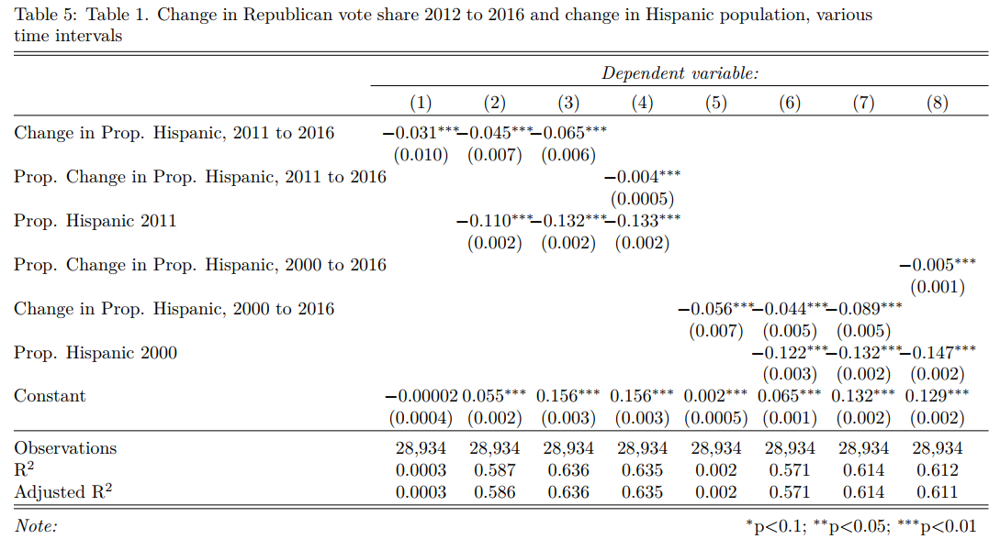 Table 5: Table 1. Change in Republican vote share 2012 to 2016 and change in Hispanic population, various
time intervals
Dependent variable:
(1) (2) (3) (4) (5) (6) (7) (8)
Change in Prop. Hispanic, 2011 to 2016 −0.031*** −0.045*** −0.065***
(0.010) (0.007) (0.006)
Prop. Change in Prop. Hispanic, 2011 to 2016 −0.004***
(0.0005)
Prop. Hispanic 2011 −0.110*** −0.132*** −0.133***
(0.002) (0.002) (0.002)
Prop. Change in Prop. Hispanic, 2000 to 2016 −0.005***
(0.001)
Change in Prop. Hispanic, 2000 to 2016 −0.056*** −0.044*** −0.089***
(0.007) (0.005) (0.005)
Prop. Hispanic 2000 −0.122*** −0.132*** −0.147***
(0.003) (0.002) (0.002)
Constant −0.00002 0.055*** 0.156*** 0.156*** 0.002*** 0.065*** 0.132*** 0.129***
(0.0004) (0.002) (0.003) (0.003) (0.0005) (0.001) (0.002) (0.002)
Observations 28,934 28,934 28,934 28,934 28,934 28,934 28,934 28,934
R² 0.0003 0.587 0.636 0.635 0.002 0.571 0.614 0.612
Adjusted R² 0.0003 0.586 0.636 0.635 0.002 0.571 0.614 0.611
Note: *p<0.1; **p<0.05; ***p<0.01